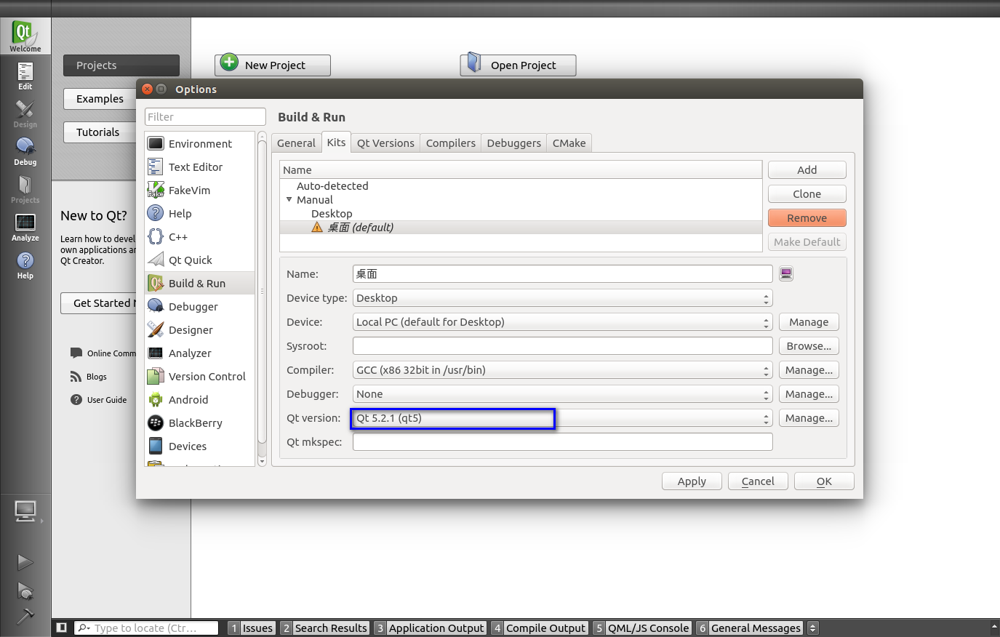 Welcome
Edit
Design
Debug
Projects
Analyze
Help
Projects
Examples
Tutorials
New to Qt?
Learn how to devel
own applications a
Qt Creator.
Get Started
Online Comm
Blogs
User Guide
New Project
Open Project
Options
Filter
Environment
Text Editor
FakeVim
Help
C++
Qt Quick
Build & Run
Debugger
Designer
Analyzer
Version Control
Android
BlackBerry
Devices
Build & Run
General Kits Qt Versions Compilers Debuggers CMake
Name
Auto-detected
Manual
Desktop
桌面 (default)
Add
Clone
Remove
Make Default
Name: 桌面
Device type: Desktop
Device: Local PC (default for Desktop) Manage
Sysroot: Browse...
Compiler: GCC (x86 32bit in /usr/bin) Manage...
Debugger: None Manage...
Qt version: Qt 5.2.1 (qt5) Manage...
Qt mkspec:
Apply Cancel OK
Type to locate (Ctr... 1 Issues 2 Search Results 3 Application Output 4 Compile Output 5 QML/JS Console 6 General Messages